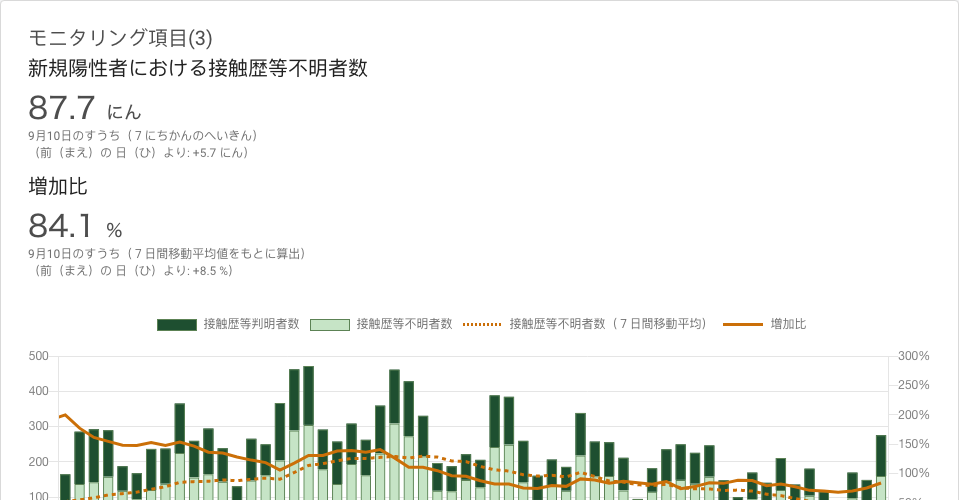 モニタリング項目(3)
新規陽性者における接触歴等不明者数
87.7 にん
9月10日のすうち（７にちかんのへいきん）
（前（まえ）の 日（ひ）より: +5.7 にん）
増加比
84.1 %
9月10日のすうち（７日間移動平均値をもとに算出）
（前（まえ）の 日（ひ）より: +8.5 %）
接触歴等判明者数 接触歴等不明者数 接触歴等不明者数（７日間移動平均） 増加比
500 300%
250%
400
200%
300
150%
200
100%
100